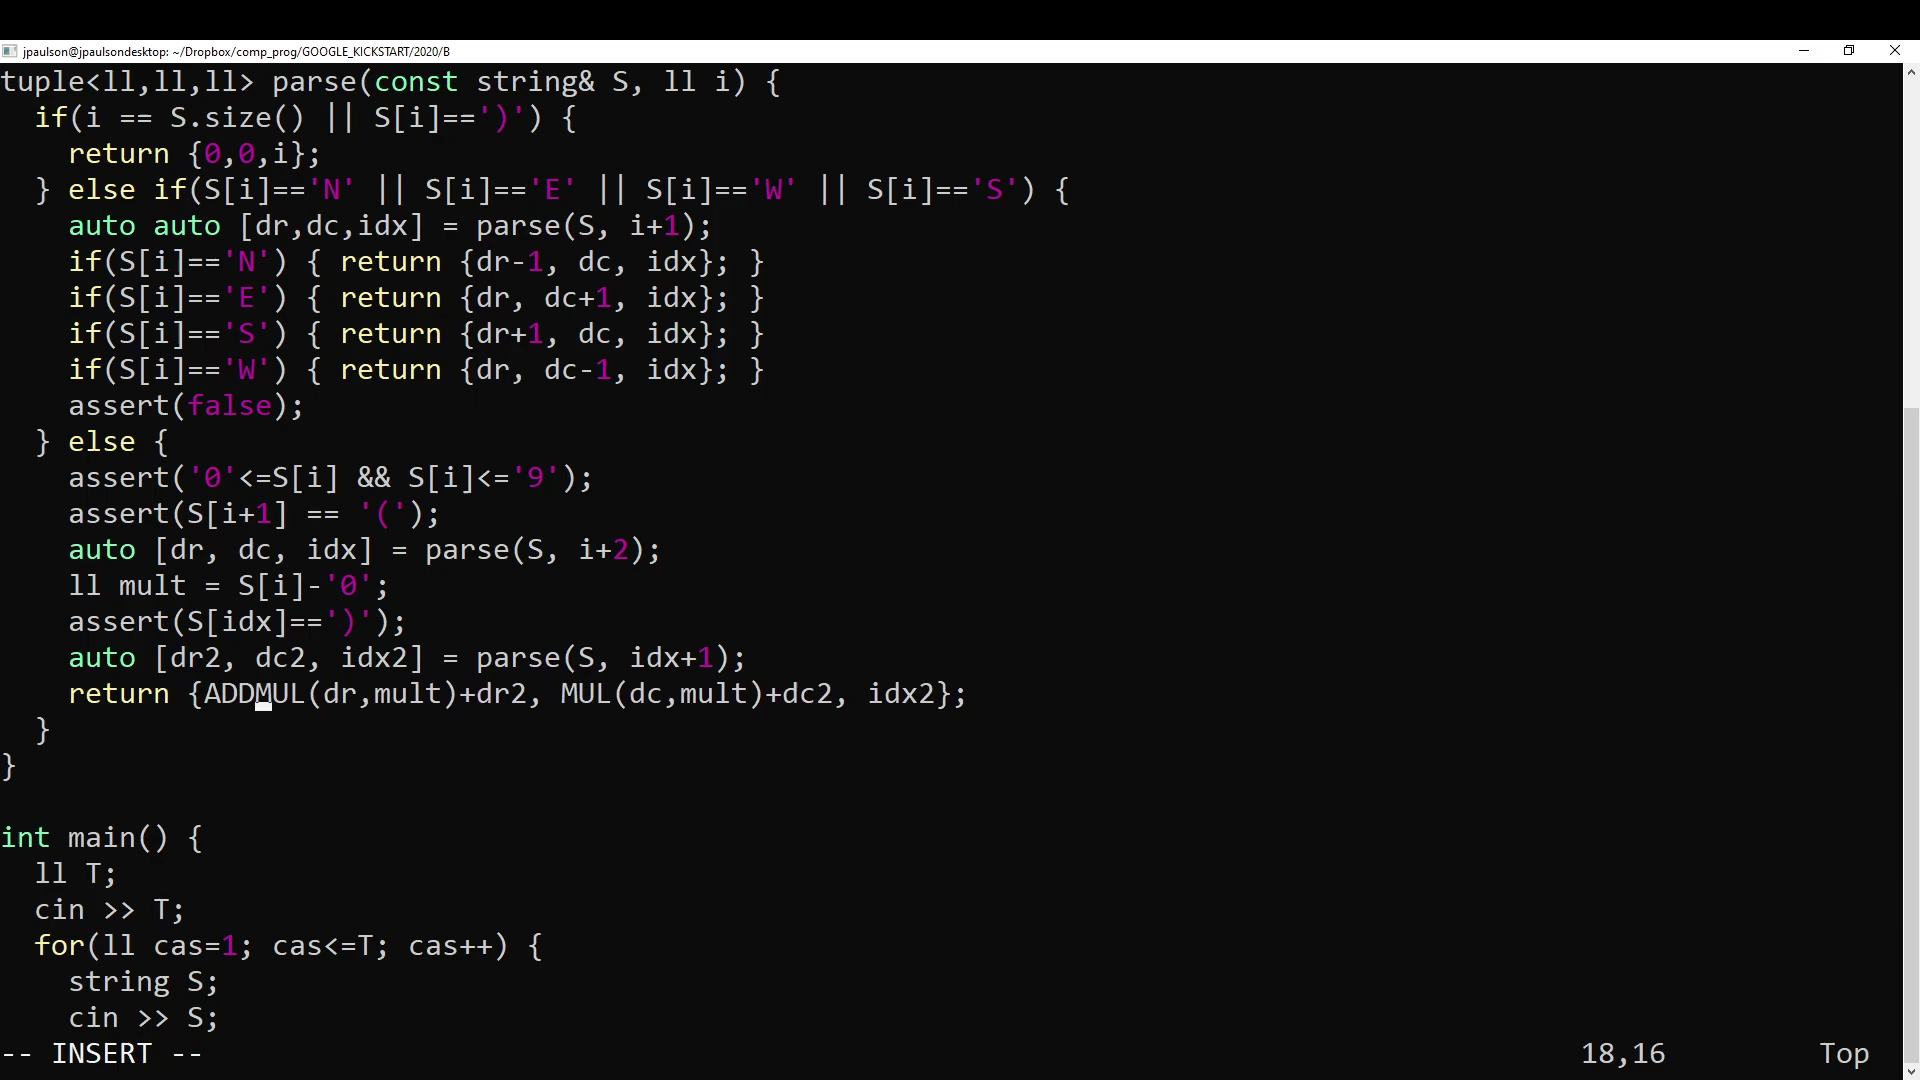 jpaulson@jpaulsondesktop: ~/Dropbox/comp_prog/GOOGLE_KICKSTART/2020/B
tuple<ll,ll,ll> parse(const string& S, ll i) {
  if(i == S.size() || S[i]==')') {
    return {0,0,i};
  } else if(S[i]=='N' || S[i]=='E' || S[i]=='W' || S[i]=='S') {
    auto auto [dr,dc,idx] = parse(S, i+1);
    if(S[i]=='N') { return {dr-1, dc, idx}; }
    if(S[i]=='E') { return {dr, dc+1, idx}; }
    if(S[i]=='S') { return {dr+1, dc, idx}; }
    if(S[i]=='W') { return {dr, dc-1, idx}; }
    assert(false);
  } else {
    assert('0'<=S[i] && S[i]<='9');
    assert(S[i+1] == '(');
    auto [dr, dc, idx] = parse(S, i+2);
    ll mult = S[i]-'0';
    assert(S[idx]==')');
    auto [dr2, dc2, idx2] = parse(S, idx+1);
    return {ADDMUL(dr,mult)+dr2, MUL(dc,mult)+dc2, idx2};
  }
}
int main() {
  ll T;
  cin >> T;
  for(ll cas=1; cas<=T; cas++) {
    string S;
    cin >> S;
-- INSERT -- 18,16 Top